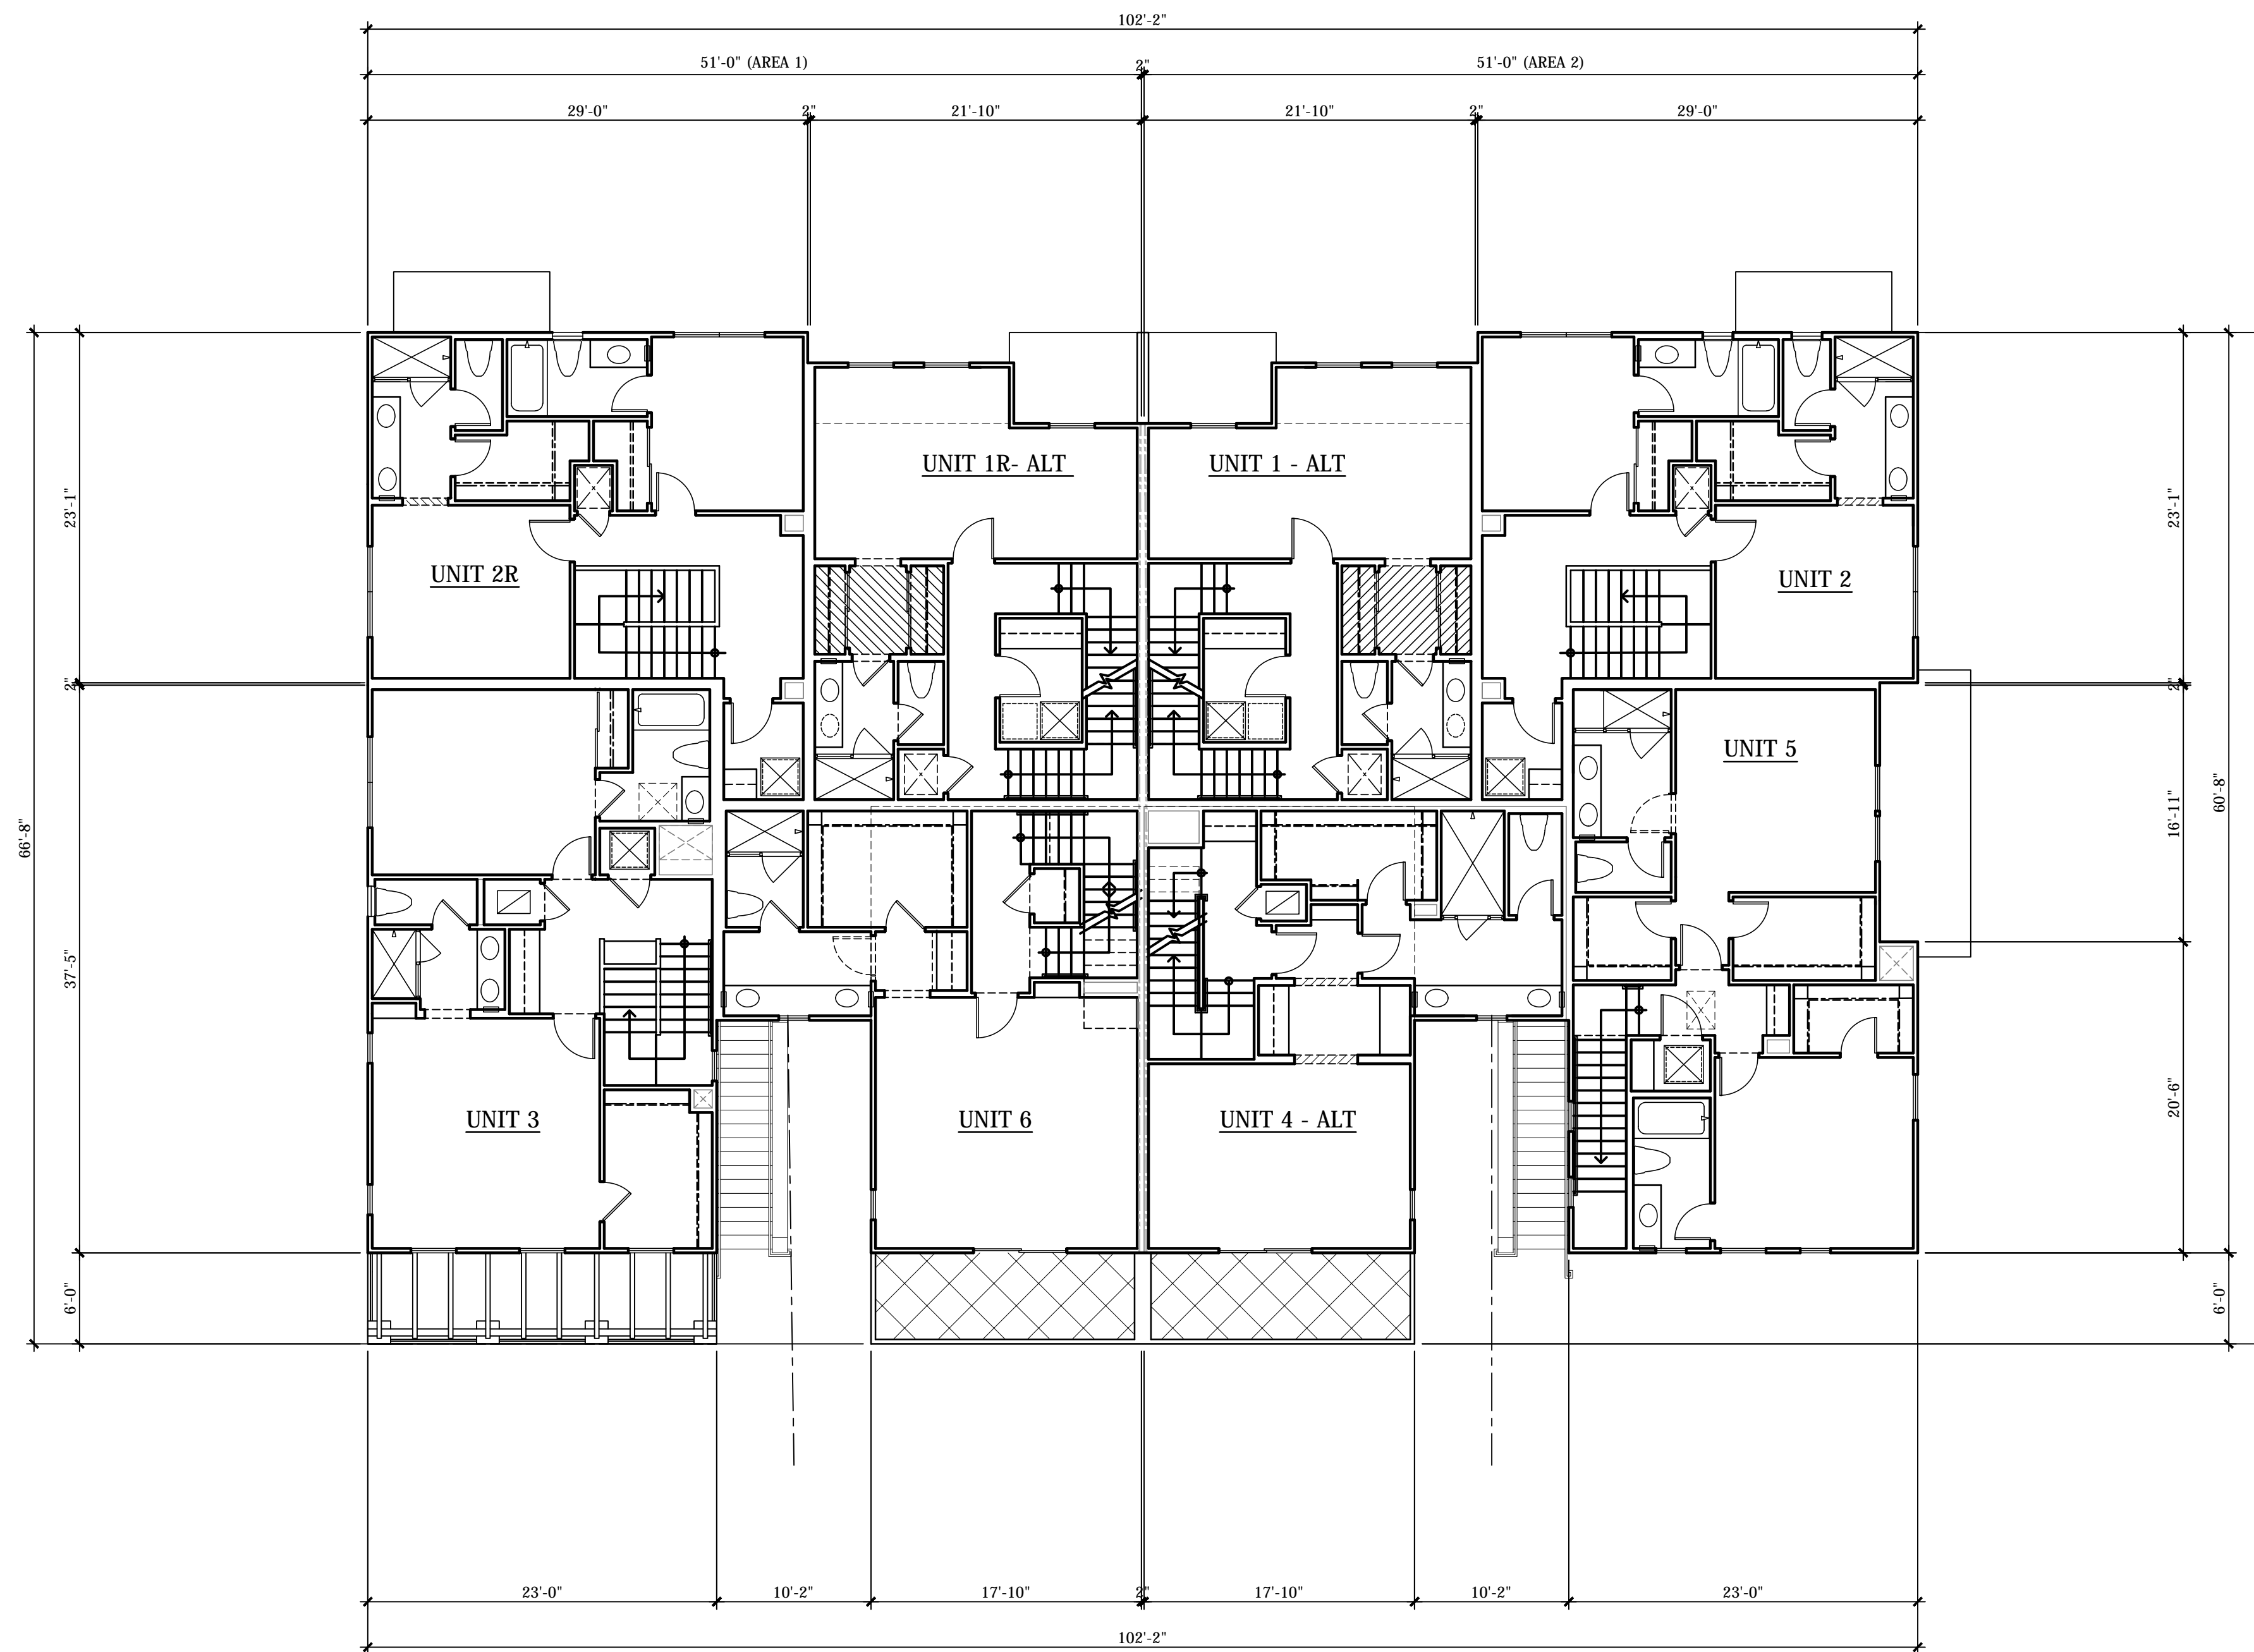 102'-2"
51'-0" (AREA 1)
2"
51'-0" (AREA 2)
29'-0"
2"
21'-10"
21'-10"
2"
29'-0"
UNIT 1R- ALT
UNIT 1 - ALT
UNIT 2R
UNIT 2
UNIT 5
UNIT 3
UNIT 6
UNIT 4 - ALT
66'-8"
23'-1"
2"
37'-5"
6'-0"
23'-1"
2"
16'-11"
20'-6"
60'-8"
6'-0"
23'-0"
10'-2"
17'-10"
2"
17'-10"
10'-2"
23'-0"
102'-2"